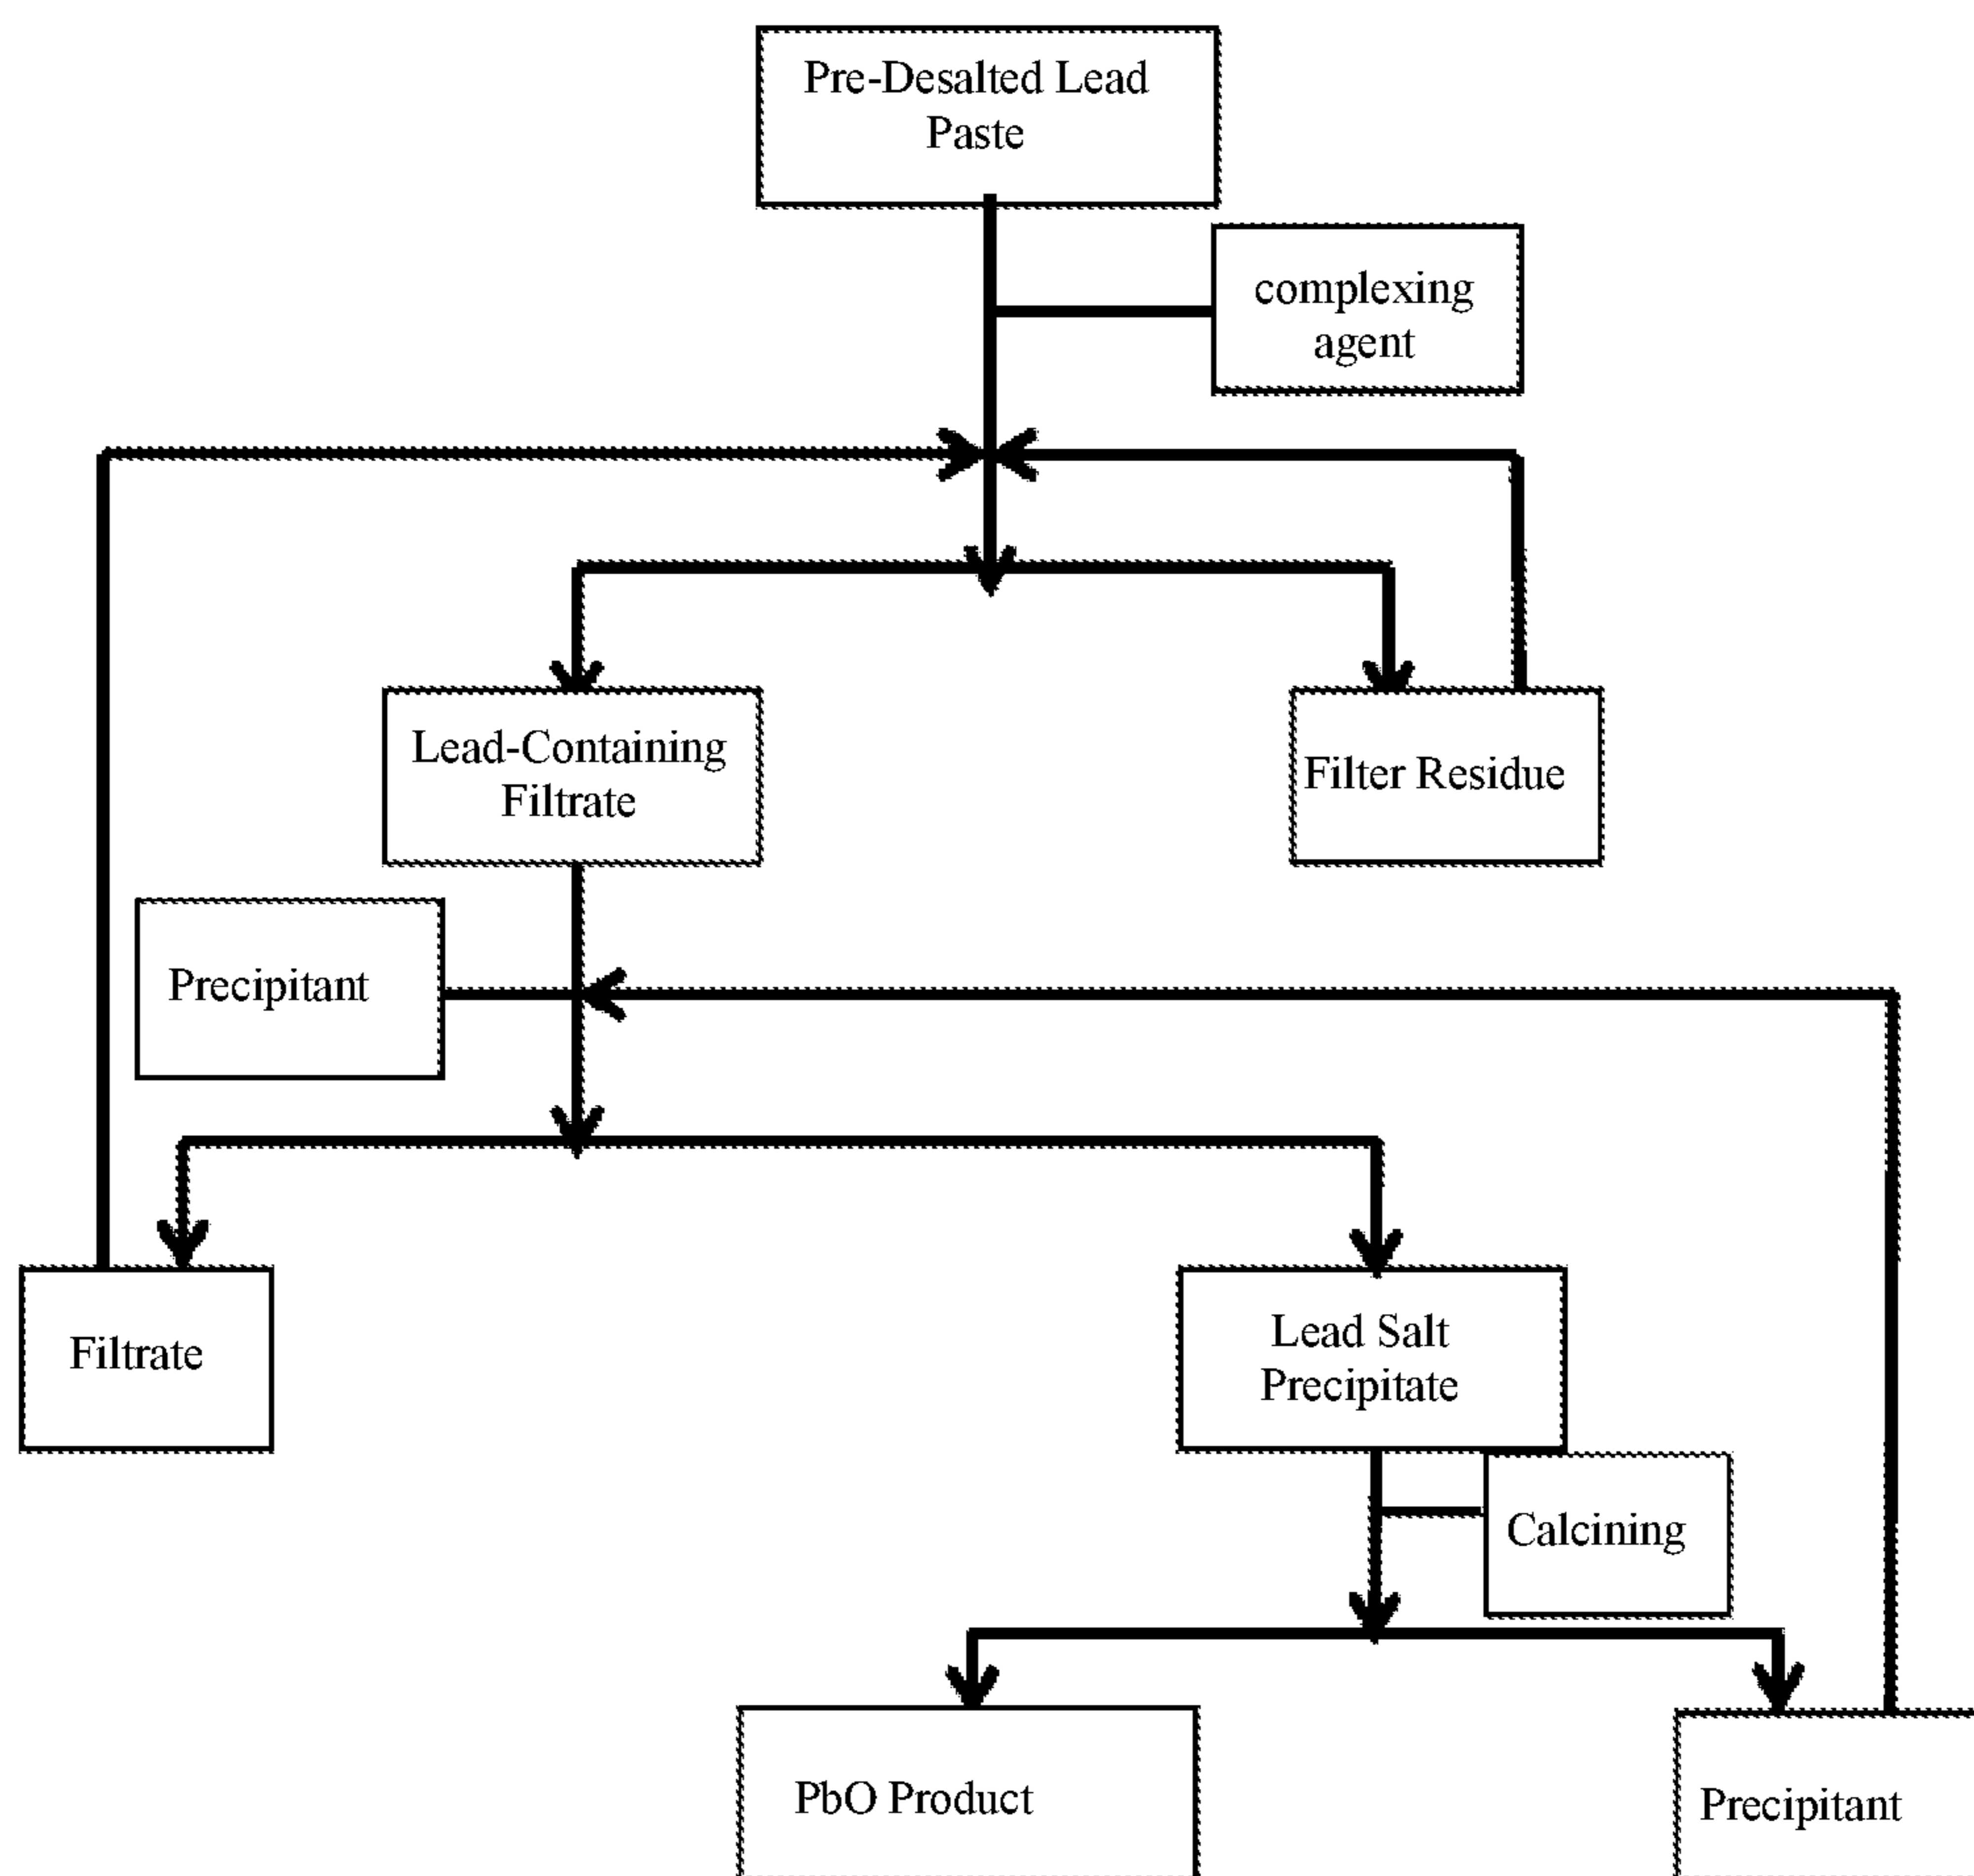 Pre-Desalted Lead
Paste
complexing
agent
Lead-Containing
Filtrate
Filter Residue
Precipitant
Filtrate
Lead Salt
Precipitate
Calcining
PbO Product
Precipitant